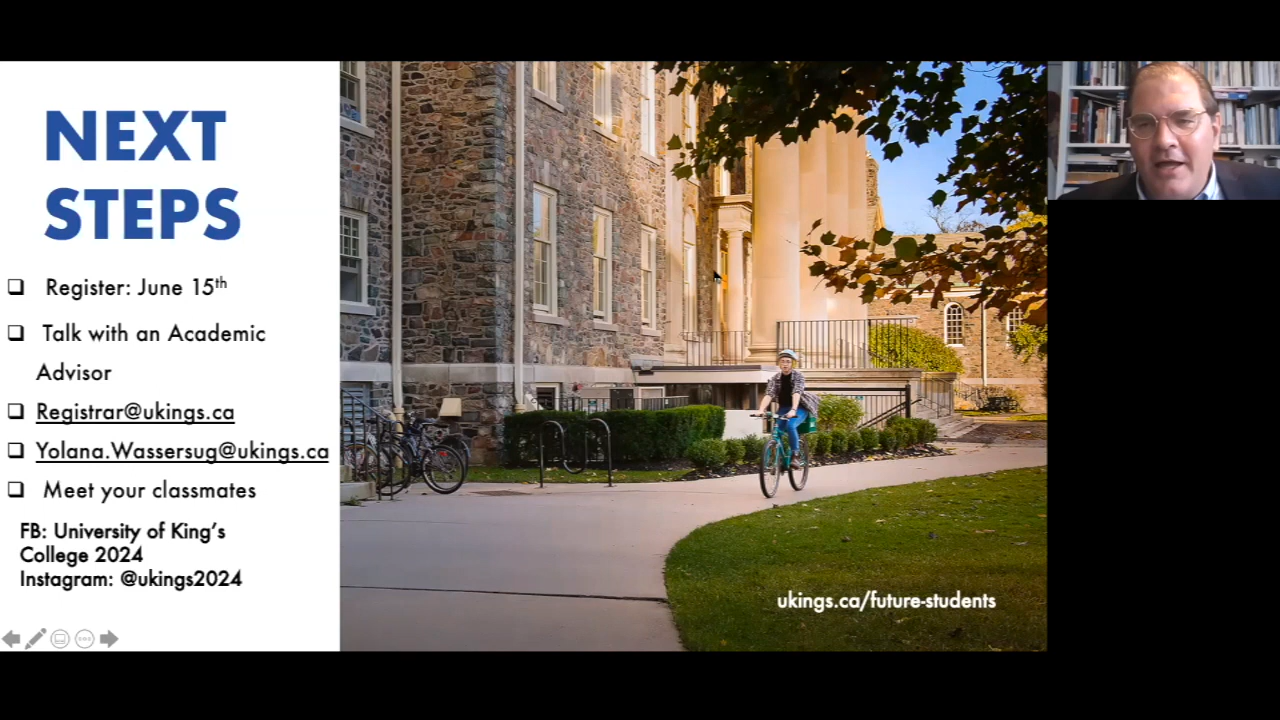 NEXT
STEPS
Register: June 15th
Talk with an Academic
Advisor
Registrar@ukings.ca
Yolana.Wassersug@ukings.ca
Meet your classmates
FB: University of King’s
College 2024
Instagram: @ukings2024
ukings.ca/future-students